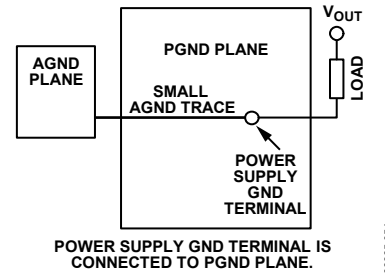 VOUT
AGND
PLANE
PGND PLANE
LOAD
SMALL
AGND TRACE
POWER
SUPPLY
GND
TERMINAL
POWER SUPPLY GND TERMINAL IS
CONNECTED TO PGND PLANE.